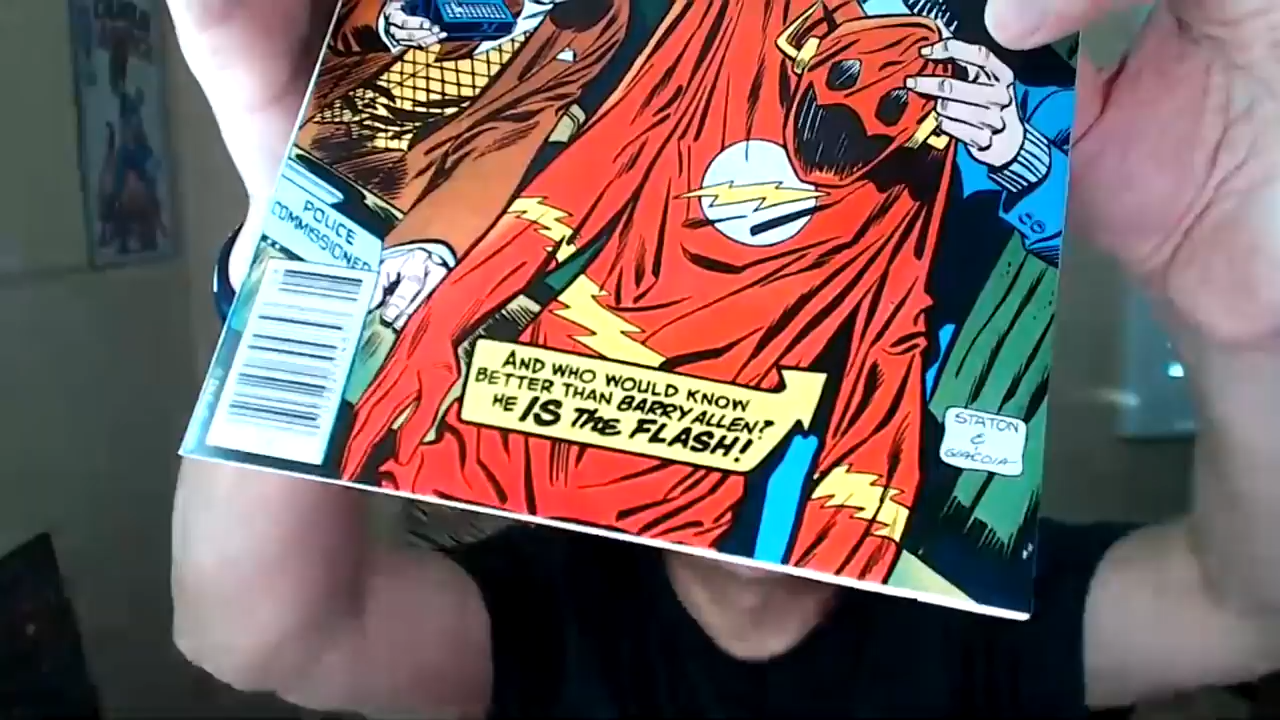 POLICE
COMMISSIONER
AND WHO WOULD KNOW
BETTER THAN BARRY ALLEN?
HE IS THE FLASH!
STATON
&
GIACOIA